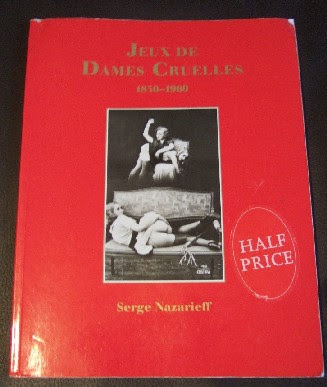 JEUX DE
DAMES CRUELLES
1850–1960
HALF
PRICE
Serge Nazarieff